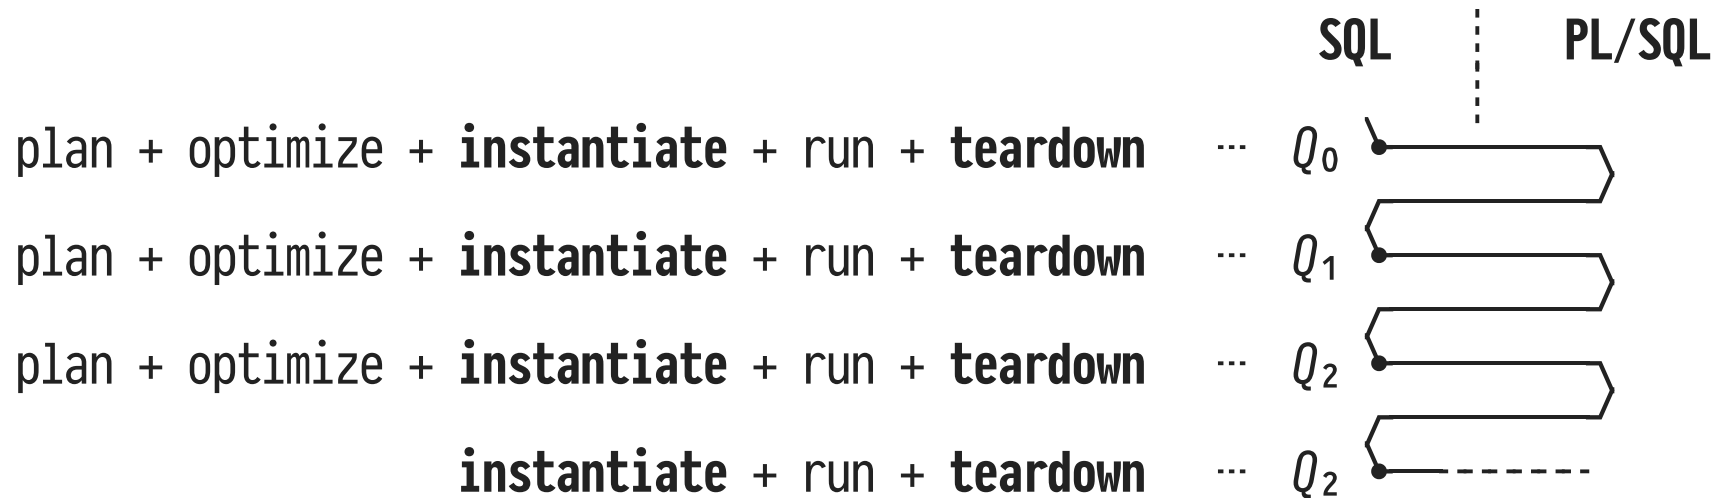 SQL PL/SQL
plan + optimize + instantiate + run + teardown ··· Q₀
plan + optimize + instantiate + run + teardown ··· Q₁
plan + optimize + instantiate + run + teardown ··· Q₂
instantiate + run + teardown ··· Q₂